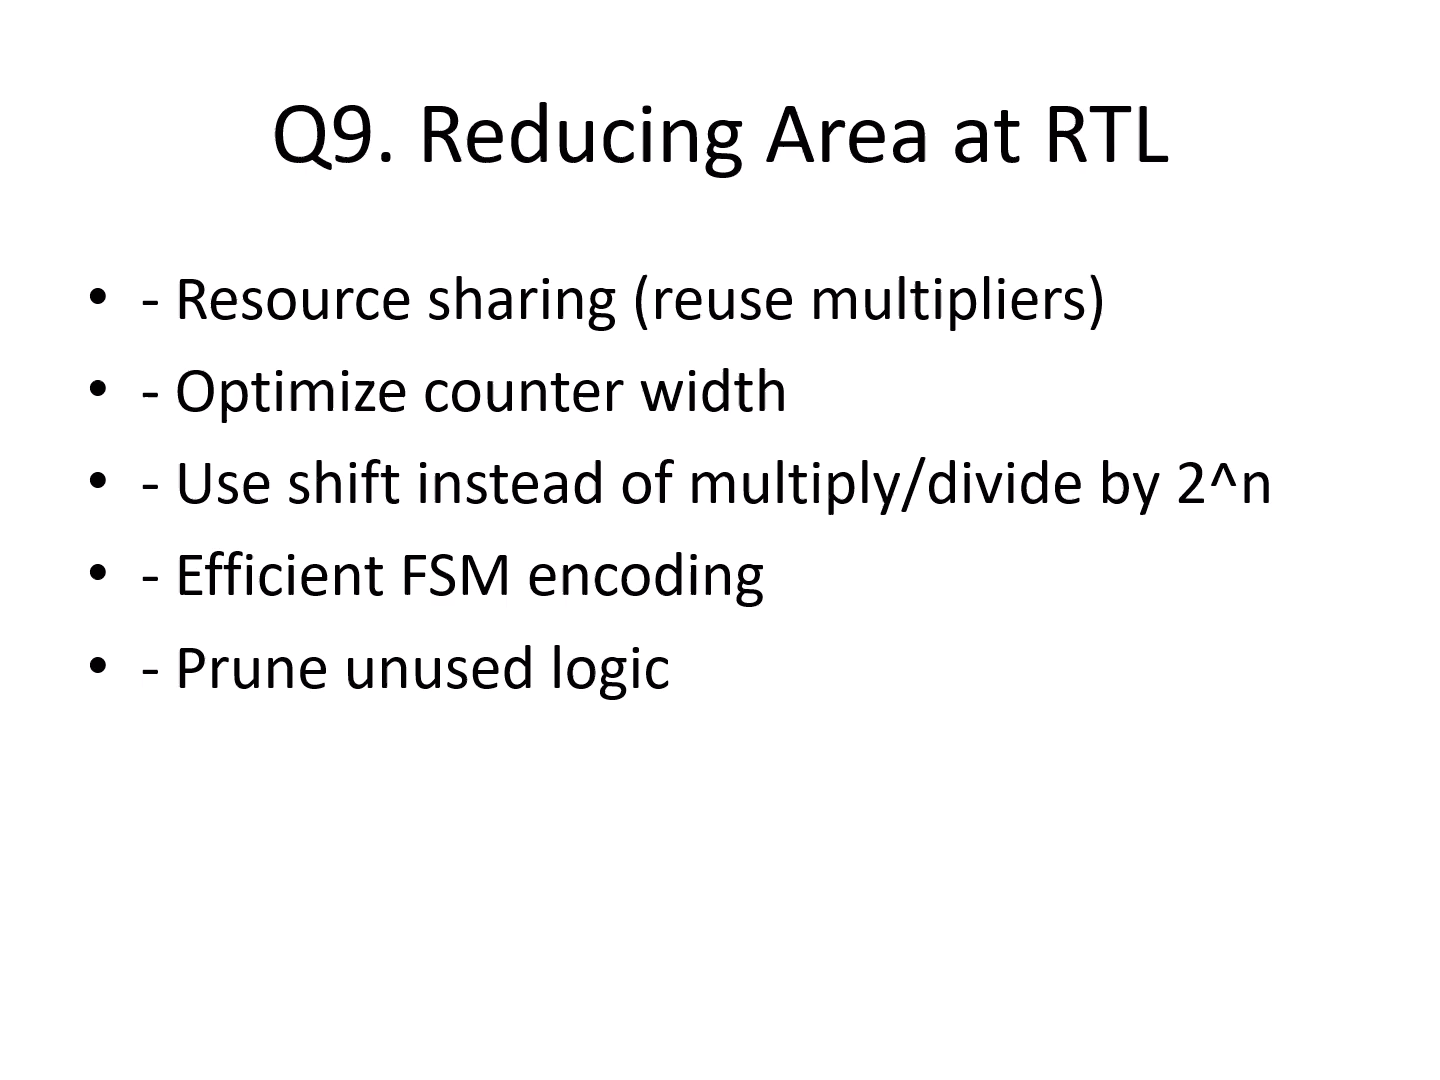 Q9. Reducing Area at RTL
• - Resource sharing (reuse multipliers)
• - Optimize counter width
• - Use shift instead of multiply/divide by 2^n
• - Efficient FSM encoding
• - Prune unused logic